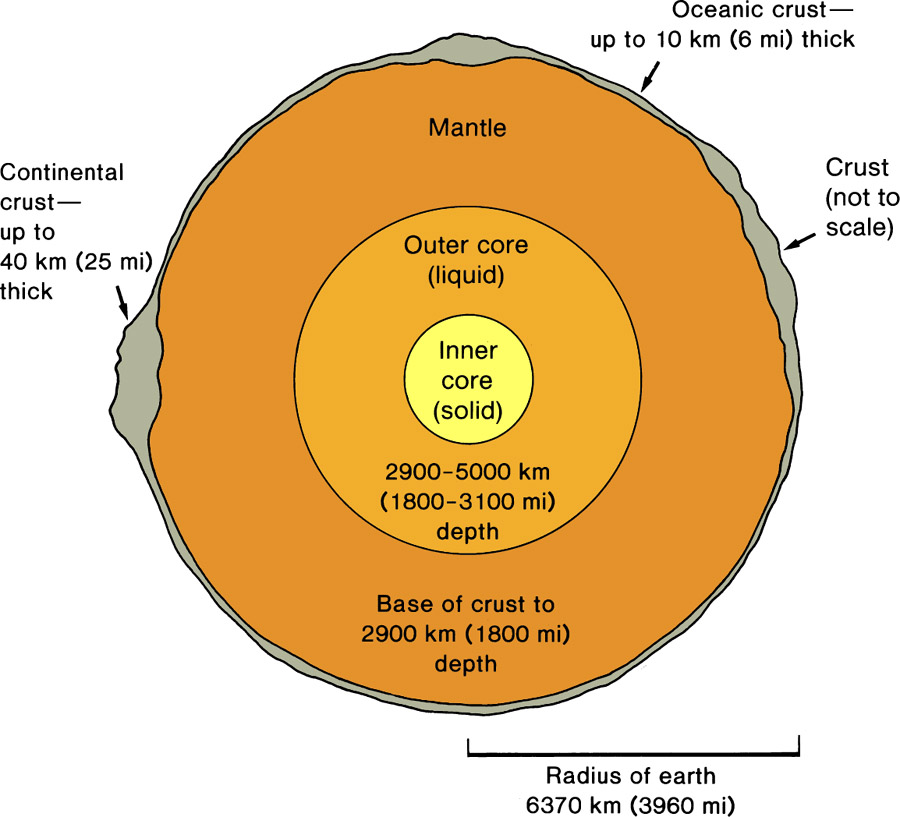 Oceanic crust—
up to 10 km (6 mi) thick
Mantle
Continental
crust—
up to
40 km (25 mi)
thick
Crust
(not to
scale)
Outer core
(liquid)
Inner
core
(solid)
2900–5000 km
(1800–3100 mi)
depth
Base of crust to
2900 km (1800 mi)
depth
Radius of earth
6370 km (3960 mi)